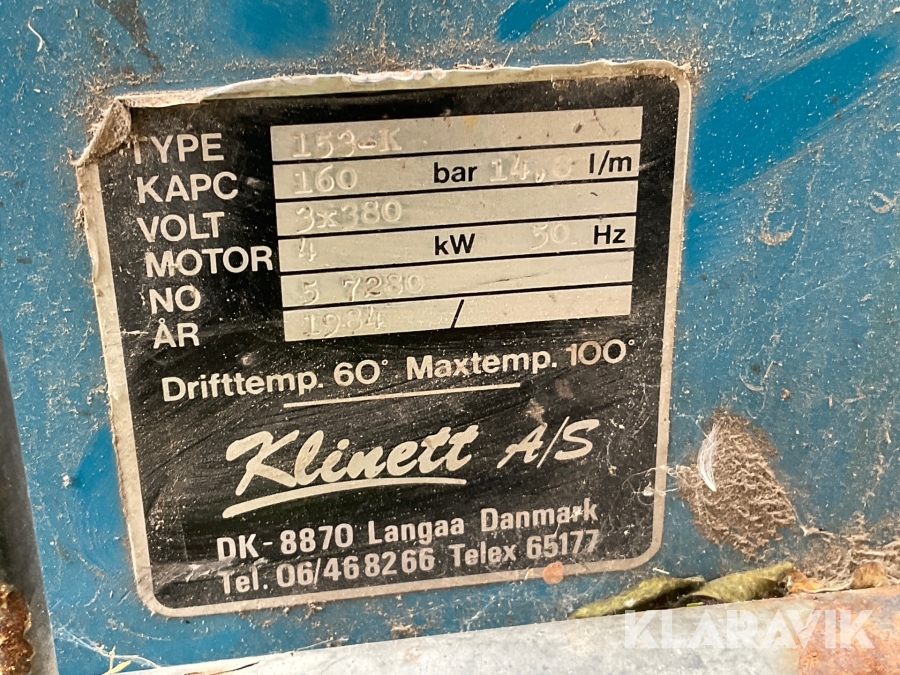 TYPE 153-K
KAPC 160 bar 14,8 l/m
VOLT 3x380
MOTOR 4 kW 50 Hz
NO 5 7280
ÅR 1984 /
Drifttemp. 60° Maxtemp. 100°
Klinett A/S
DK-8870 Langaa Danmark
Tel. 06/468266 Telex 65177
KLARAVIK